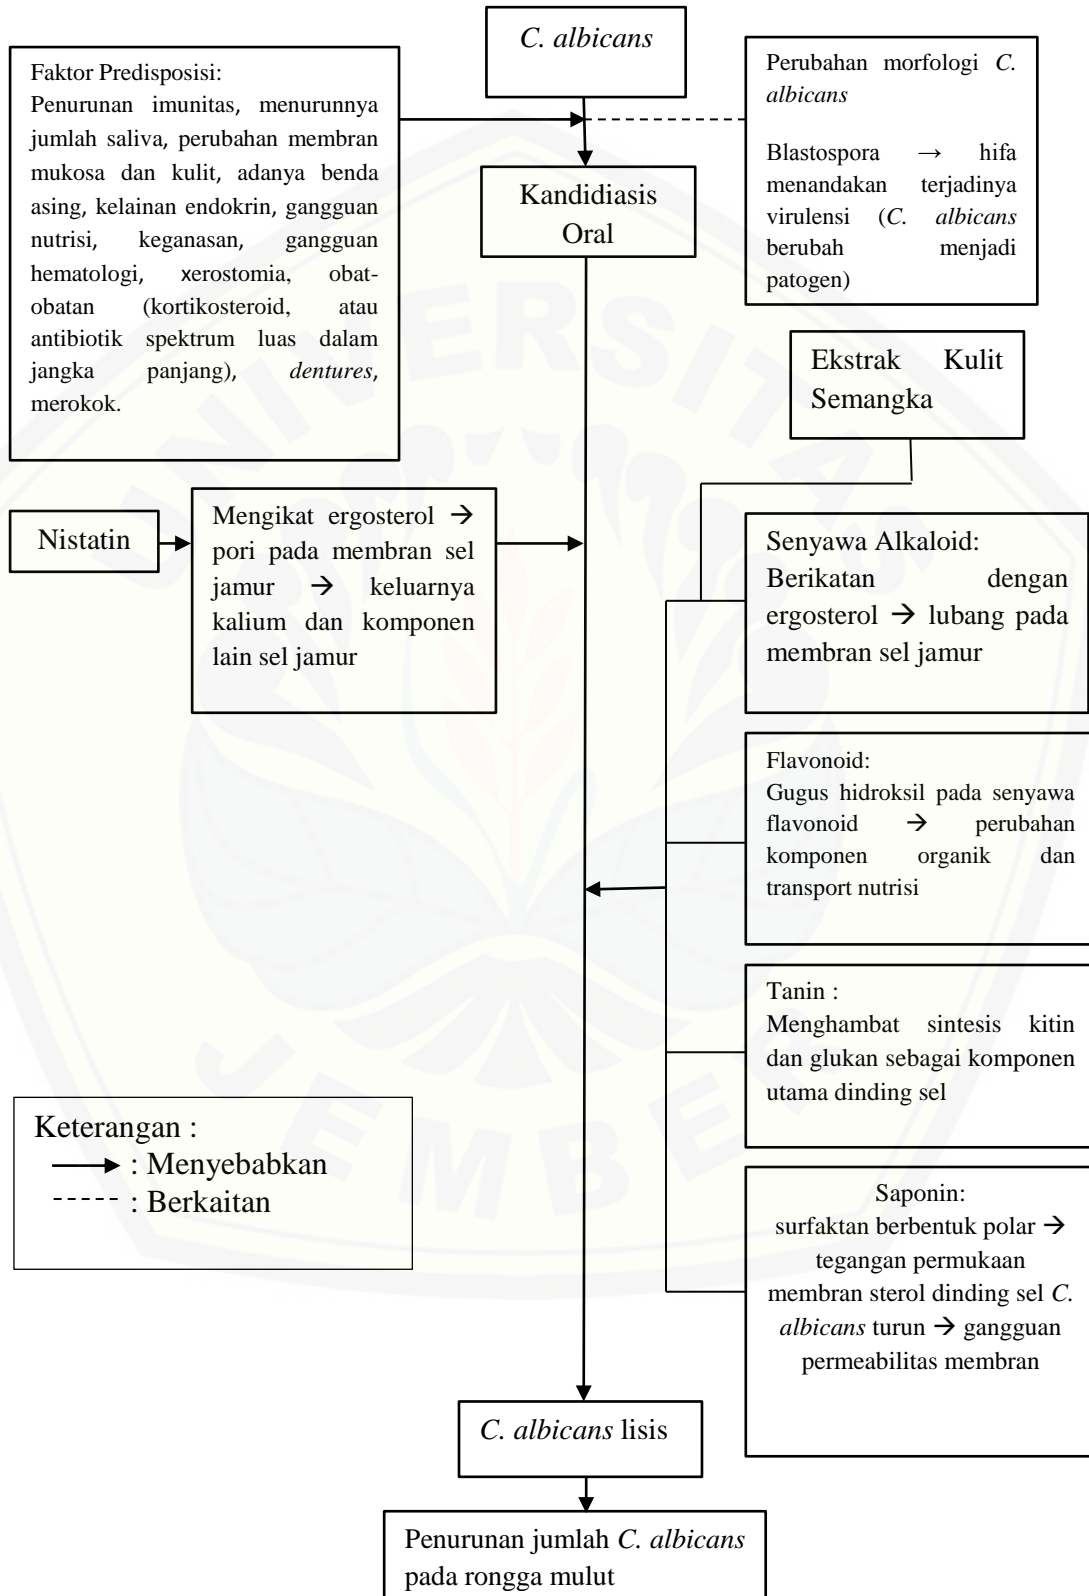 C. albicans
Faktor Predisposisi:
Penurunan imunitas, menurunnya
jumlah saliva, perubahan membran
mukosa dan kulit, adanya benda
asing, kelainan endokrin, gangguan
nutrisi, keganasan, gangguan
hematologi, xerostomia, obat-
obatan (kortikosteroid, atau
antibiotik spektrum luas dalam
jangka panjang), dentures,
merokok.
Perubahan morfologi C.
albicans
Blastospora → hifa
menandakan terjadinya
virulensi (C. albicans
berubah menjadi
patogen)
Kandidiasis
Oral
Ekstrak Kulit
Semangka
Nistatin
Mengikat ergosterol →
pori pada membran sel
jamur → keluarnya
kalium dan komponen
lain sel jamur
Senyawa Alkaloid:
Berikatan dengan
ergosterol → lubang pada
membran sel jamur
Flavonoid:
Gugus hidroksil pada senyawa
flavonoid → perubahan
komponen organik dan
transport nutrisi
Tanin :
Menghambat sintesis kitin
dan glukan sebagai komponen
utama dinding sel
Saponin:
surfaktan berbentuk polar →
tegangan permukaan
membran sterol dinding sel C.
albicans turun → gangguan
permeabilitas membran
Keterangan :
: Menyebabkan
: Berkaitan
C. albicans lisis
Penurunan jumlah C. albicans
pada rongga mulut
UNIVERSITAS
JEMBER